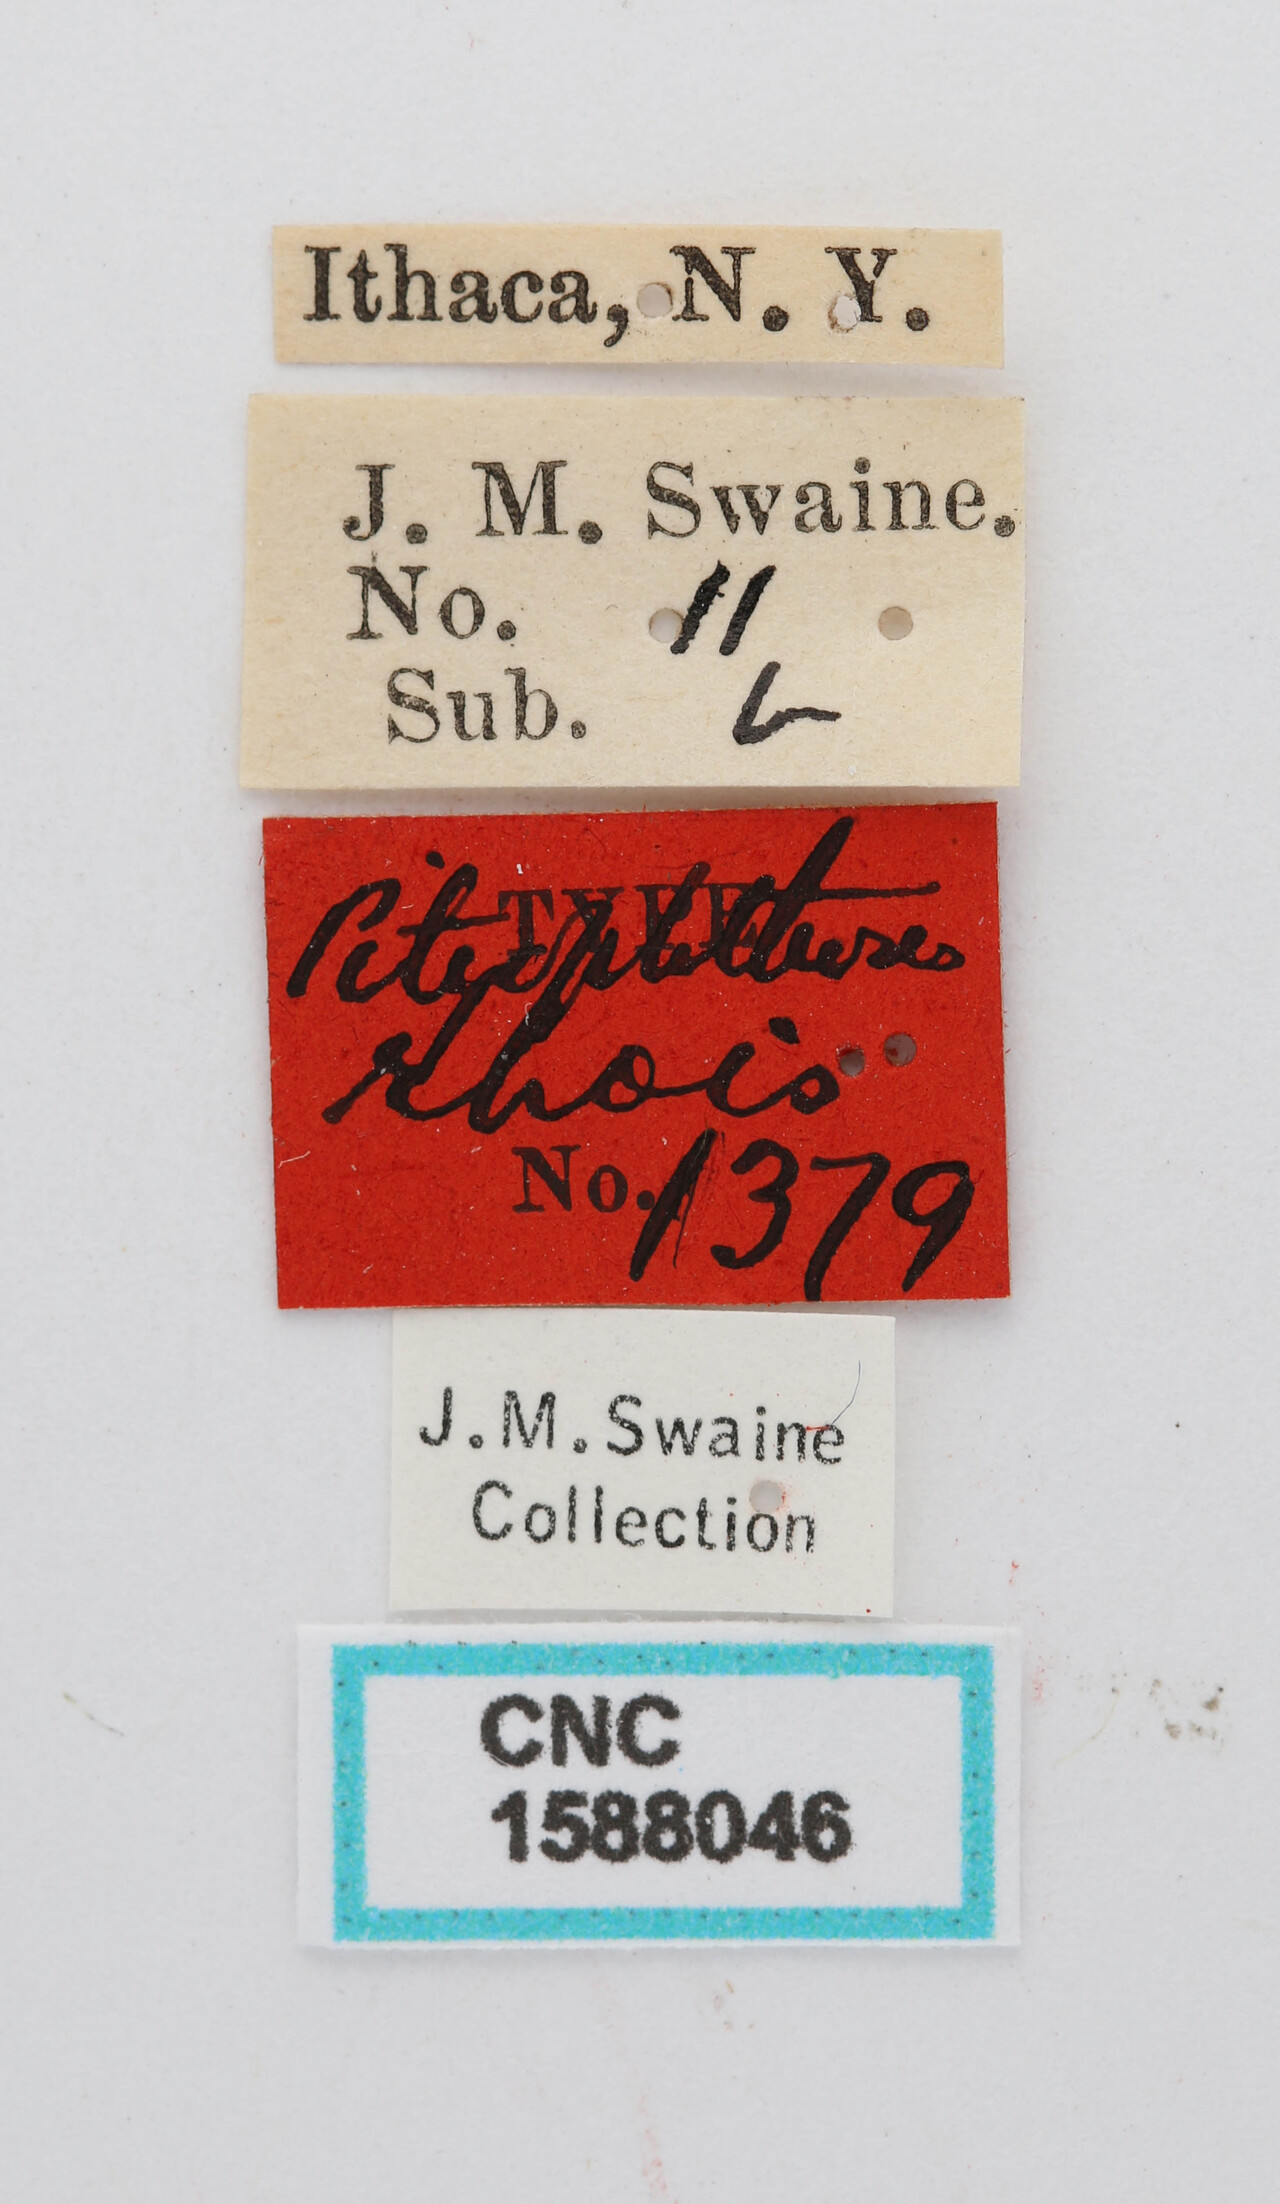 Ithaca, N. Y.
J. M. Swaine.
No. 11
Sub. b
TYPE
Pityophthorus
rhois
No. 1379
J.M.Swaine
Collection
CNC
1588046